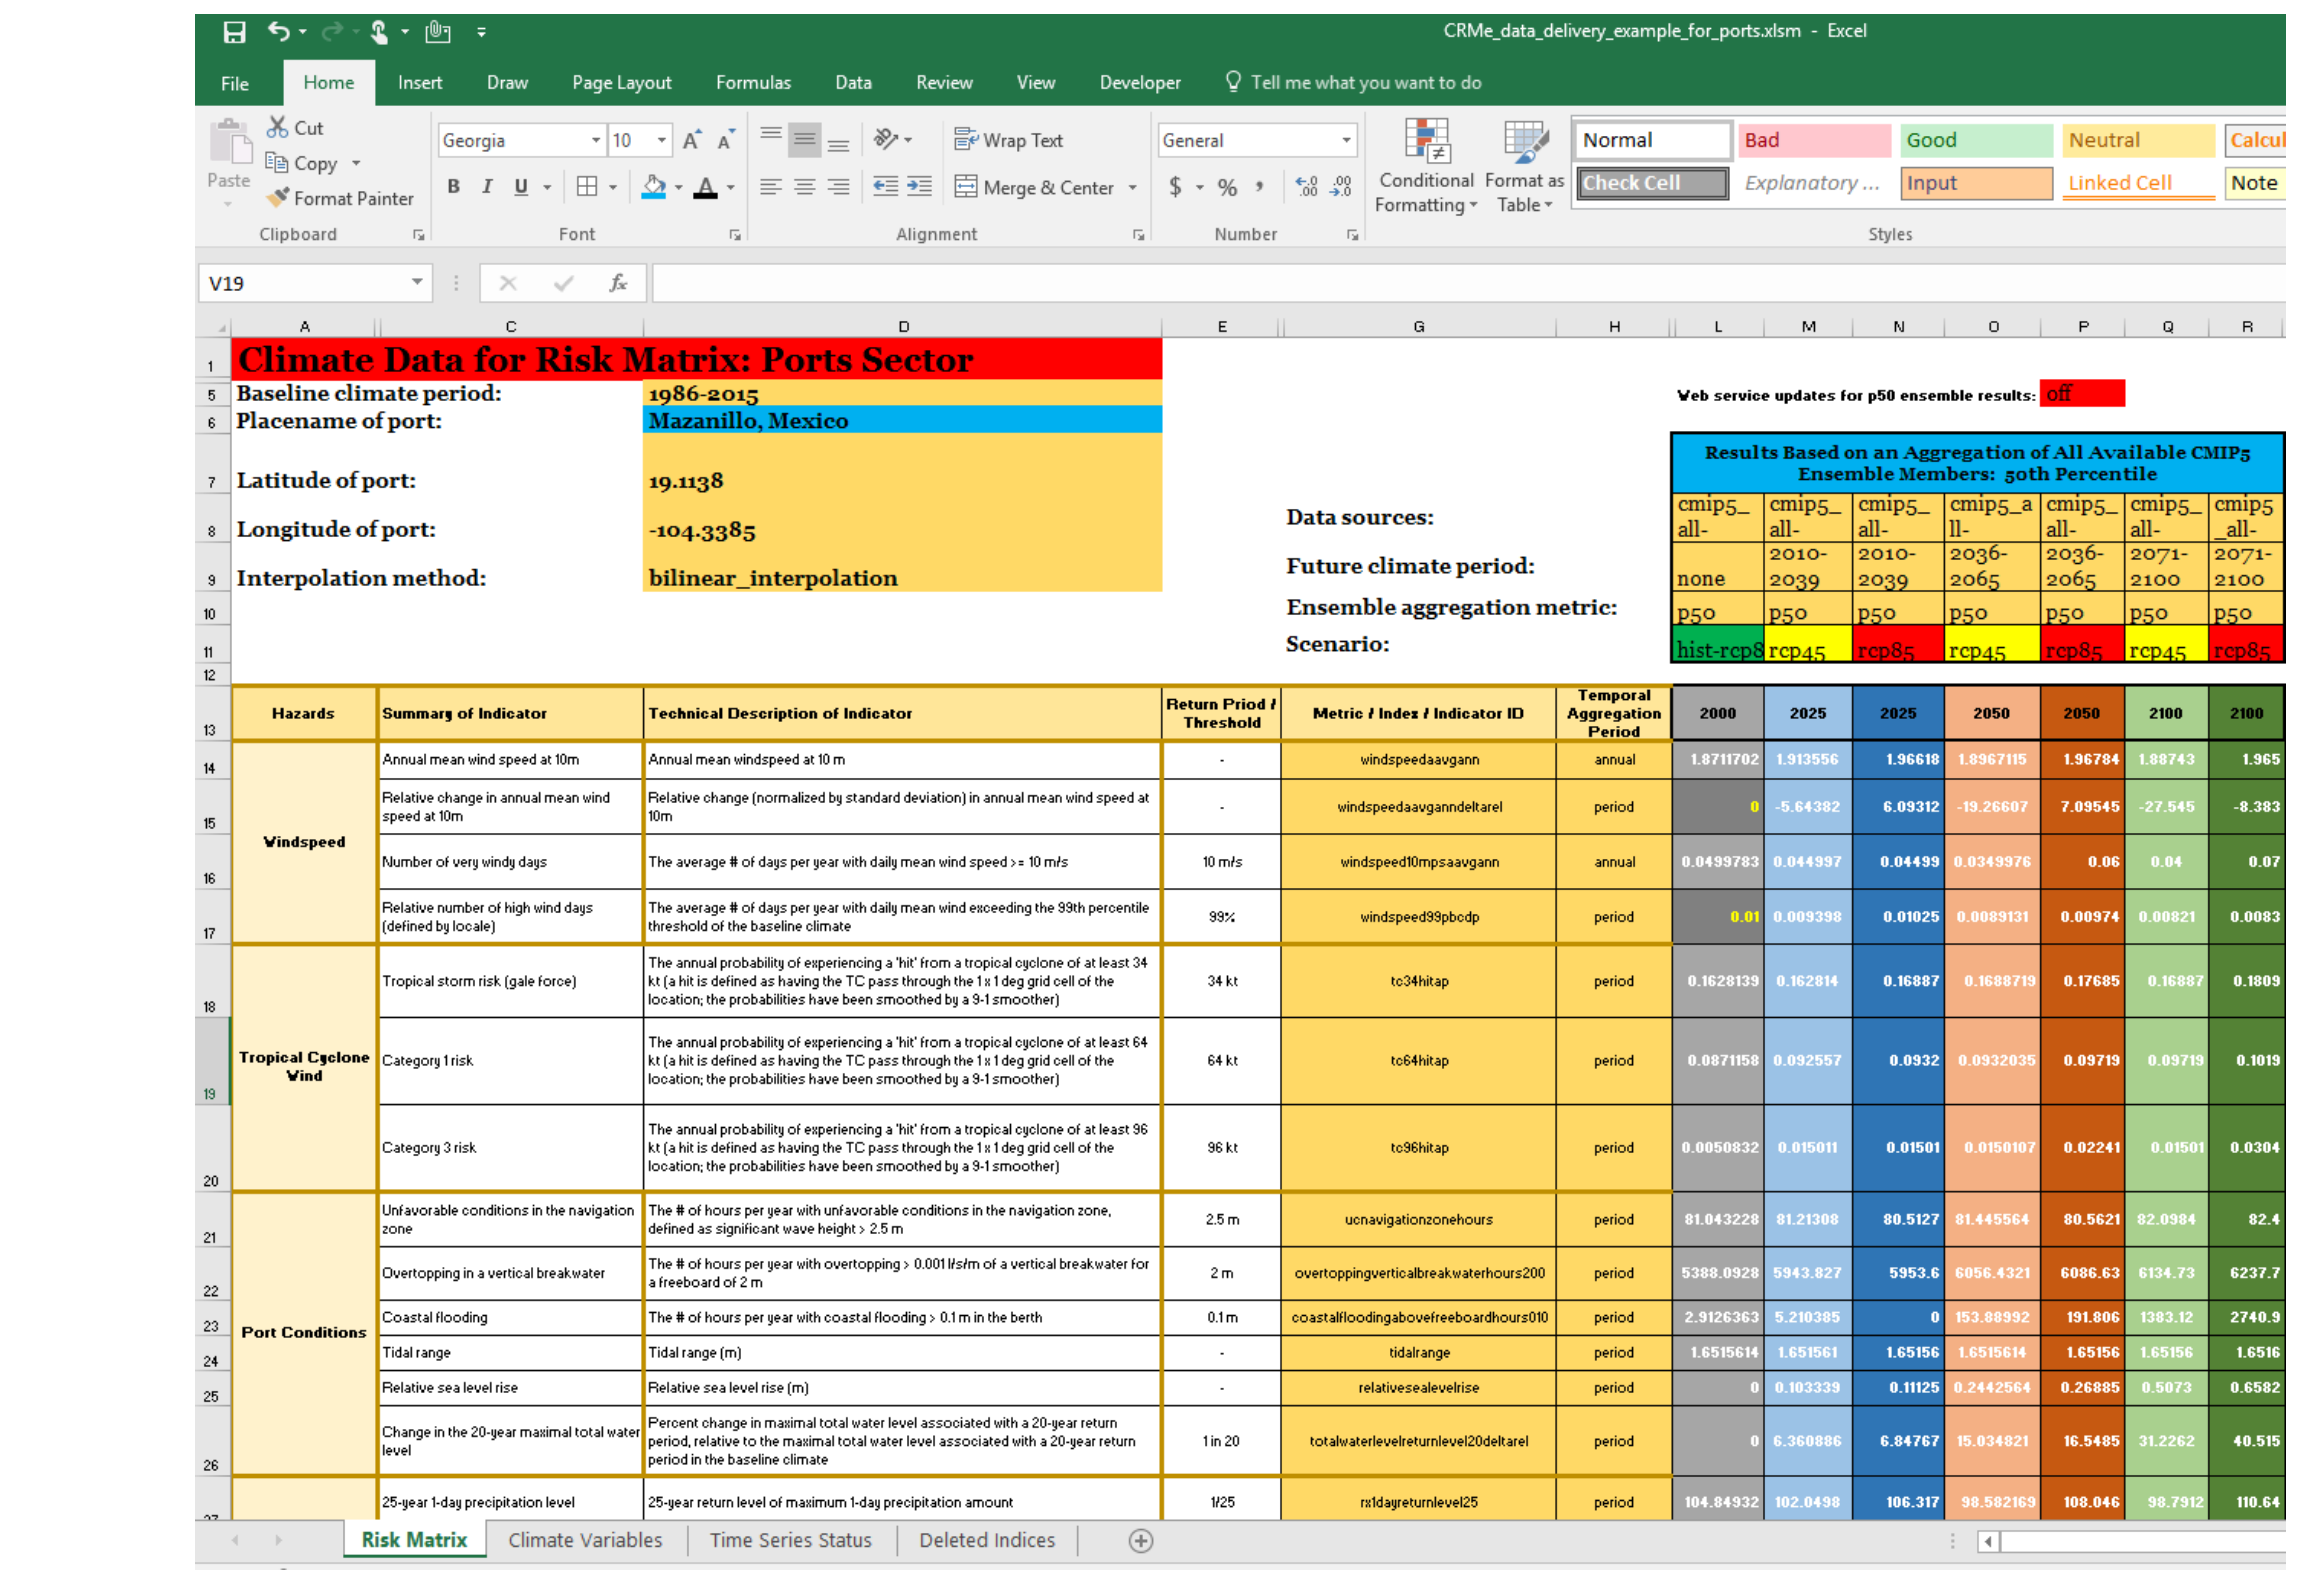 CRMe_data_delivery_example_for_ports.xlsm - Excel
File Home Insert Draw Page Layout Formulas Data Review View Developer Tell me what you want to do
Paste Cut Copy Format Painter
Georgia 10 A A
Wrap Text
General
Conditional Formatting Format as Table
Normal Bad Good Neutral Calcul
B I U A
Merge & Center
$ % , .00 .0
Check Cell Explanatory ... Input Linked Cell Note
Clipboard Font Alignment Number Styles
V19 fx
A C D E G H L M N O P Q R
1 Climate Data for Risk Matrix: Ports Sector
5 Baseline climate period: 1986-2015 Web service updates for p50 ensemble results: off
6 Placename of port: Mazanillo, Mexico
Results Based on an Aggregation of All Available CMIP5
Ensemble Members: 50th Percentile
7 Latitude of port: 19.1138
8 Longitude of port: -104.3385 Data sources: cmip5_all- cmip5_all- cmip5_all- cmip5_all- cmip5_all- cmip5_all- cmip5_all-
9 Interpolation method: bilinear_interpolation Future climate period: none 2010-2039 2010-2039 2036-2065 2036-2065 2071-2100 2071-2100
10 Ensemble aggregation metric: p50 p50 p50 p50 p50 p50 p50
11 Scenario: hist-rcp8 rcp45 rcp85 rcp45 rcp85 rcp45 rcp85
12
13 Hazards Summary of Indicator Technical Description of Indicator Return Priod / Threshold Metric / Index / Indicator ID Temporal Aggregation Period 2000 2025 2025 2050 2050 2100 2100
Windspeed
14 Annual mean wind speed at 10m Annual mean windspeed at 10 m - windspeedaavgann annual 1.8711702 1.913556 1.96618 1.8967115 1.96784 1.88743 1.965
15 Relative change in annual mean wind speed at 10m Relative change (normalized by standard deviation) in annual mean wind speed at 10m - windspeedaavganndeltarel period 0 -5.64382 6.09312 -19.26607 7.09545 -27.545 -8.383
16 Number of very windy days The average # of days per year with daily mean wind speed >= 10 m/s 10 m/s windspeed10mpsaavgann annual 0.0499783 0.044997 0.04499 0.0349976 0.06 0.04 0.07
17 Relative number of high wind days (defined by locale) The average # of days per year with daily mean wind exceeding the 99th percentile threshold of the baseline climate 99% windspeed99pbcdp period 0.01 0.009398 0.01025 0.0089131 0.00974 0.00821 0.0083
Tropical Cyclone Wind
18 Tropical storm risk (gale force) The annual probability of experiencing a 'hit' from a tropical cyclone of at least 34 kt (a hit is defined as having the TC pass through the 1 x 1 deg grid cell of the location; the probabilities have been smoothed by a 9-1 smoother) 34 kt tc34hitap period 0.1628139 0.162814 0.16887 0.1688719 0.17685 0.16887 0.1809
19 Category 1 risk The annual probability of experiencing a 'hit' from a tropical cyclone of at least 64 kt (a hit is defined as having the TC pass through the 1 x 1 deg grid cell of the location; the probabilities have been smoothed by a 9-1 smoother) 64 kt tc64hitap period 0.0871158 0.092557 0.0932 0.0932035 0.09719 0.09719 0.1019
20 Category 3 risk The annual probability of experiencing a 'hit' from a tropical cyclone of at least 96 kt (a hit is defined as having the TC pass through the 1 x 1 deg grid cell of the location; the probabilities have been smoothed by a 9-1 smoother) 96 kt tc96hitap period 0.0050832 0.015011 0.01501 0.0150107 0.02241 0.01501 0.0304
Port Conditions
21 Unfavorable conditions in the navigation zone The # of hours per year with unfavorable conditions in the navigation zone, defined as significant wave height > 2.5 m 2.5 m ucnavigationzonehours period 81.043228 81.21308 80.5127 81.445564 80.5621 82.0984 82.4
22 Overtopping in a vertical breakwater The # of hours per year with overtopping > 0.001 l/s/m of a vertical breakwater for a freeboard of 2 m 2 m overtoppingverticalbreakwaterhours200 period 5388.0928 5943.827 5953.6 6056.4321 6086.63 6134.73 6237.7
23 Coastal flooding The # of hours per year with coastal flooding > 0.1 m in the berth 0.1 m coastalfloodingabovefreeboardhours010 period 2.9126363 5.210385 0 153.88992 191.806 1383.12 2740.9
24 Tidal range Tidal range (m) - tidalrange period 1.6515614 1.651561 1.65156 1.6515614 1.65156 1.65156 1.6516
25 Relative sea level rise Relative sea level rise (m) - relativesealevelrise period 0 0.103339 0.11125 0.2442564 0.26885 0.5073 0.6582
26 Change in the 20-year maximal total water level Percent change in maximal total water level associated with a 20-year return period, relative to the maximal total water level associated with a 20-year return period in the baseline climate 1 in 20 totalwaterlevelreturnlevel20deltarel period 0 6.360886 6.84767 15.034821 16.5485 31.2262 40.515
25-year 1-day precipitation level 25-year return level of maximum 1-day precipitation amount 1/25 rx1dayreturnlevel25 period 104.84932 102.0498 106.317 98.582169 108.046 98.7912 110.64
Risk Matrix Climate Variables Time Series Status Deleted Indices